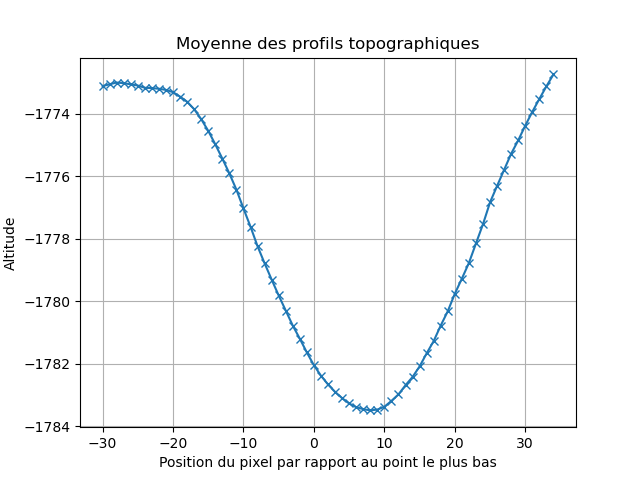 Moyenne des profils topographiques
Altitude
−1774
−1776
−1778
−1780
−1782
−1784
−30 −20 −10 0 10 20 30
Position du pixel par rapport au point le plus bas